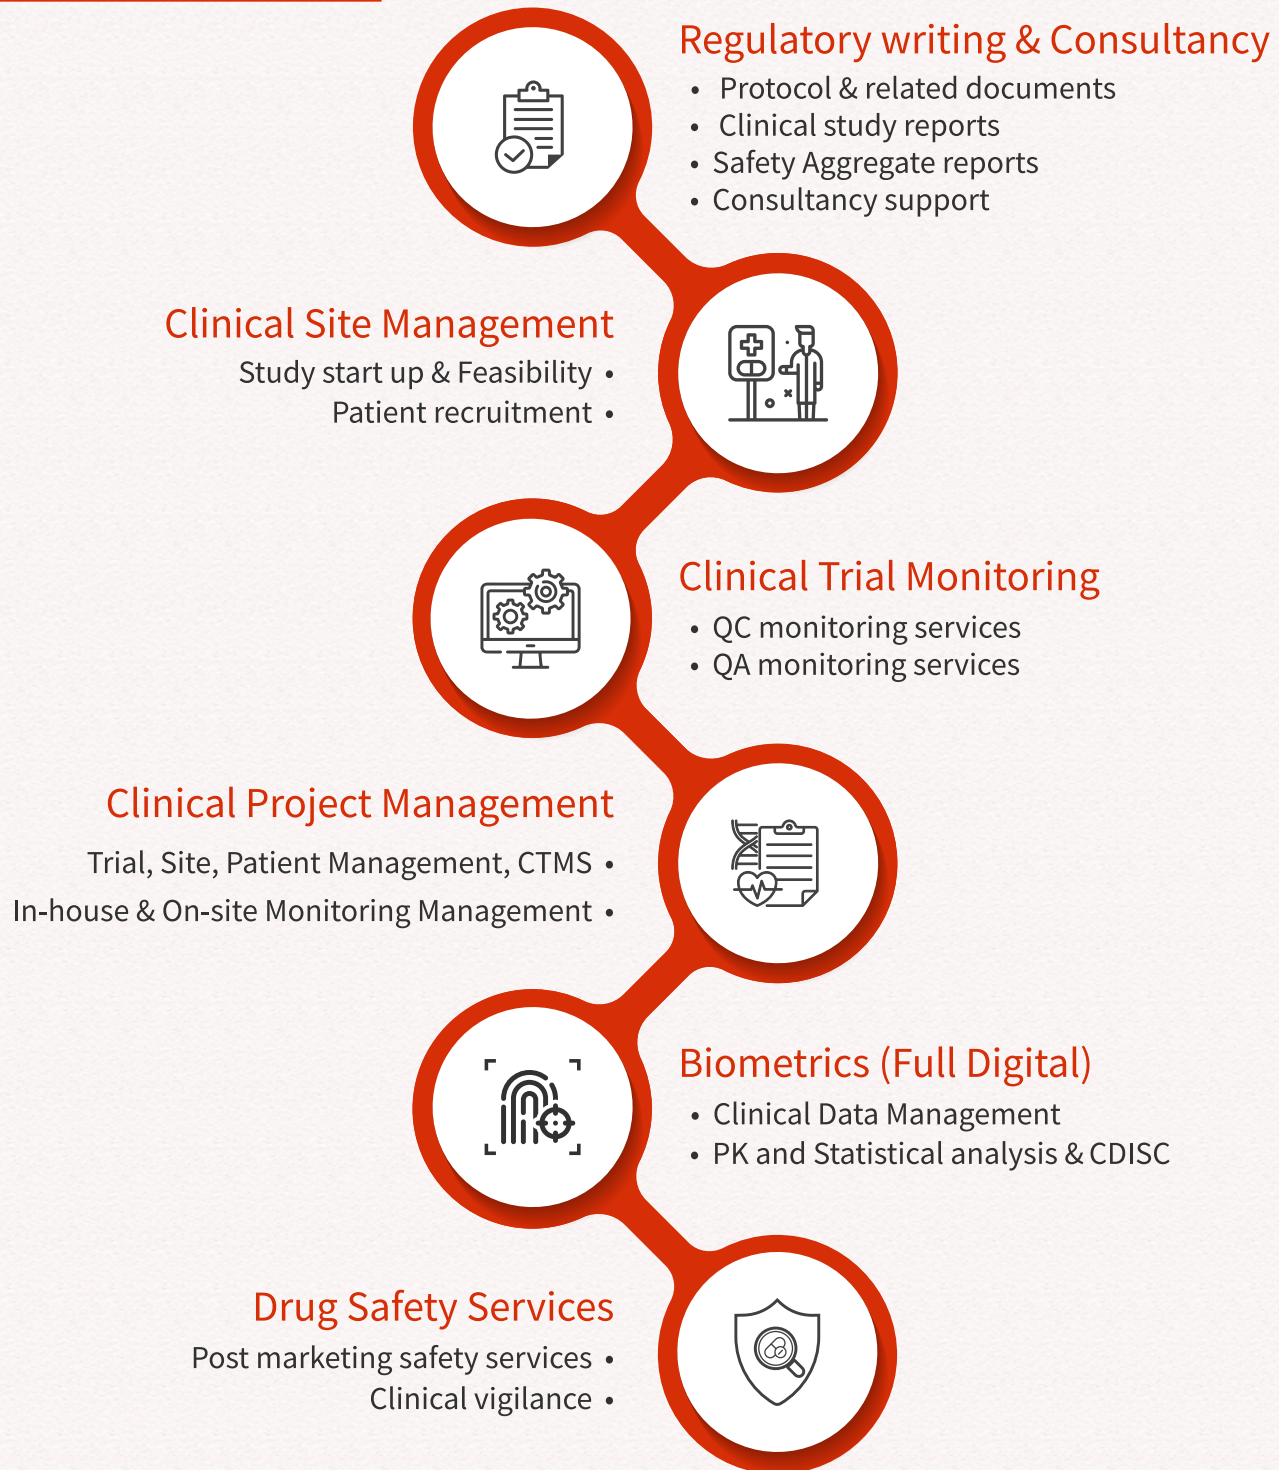 Regulatory writing & Consultancy
• Protocol & related documents
• Clinical study reports
• Safety Aggregate reports
• Consultancy support
Clinical Site Management
Study start up & Feasibility •
Patient recruitment •
Clinical Trial Monitoring
• QC monitoring services
• QA monitoring services
Clinical Project Management
Trial, Site, Patient Management, CTMS •
In-house & On-site Monitoring Management •
Biometrics (Full Digital)
• Clinical Data Management
• PK and Statistical analysis & CDISC
Drug Safety Services
Post marketing safety services •
Clinical vigilance •